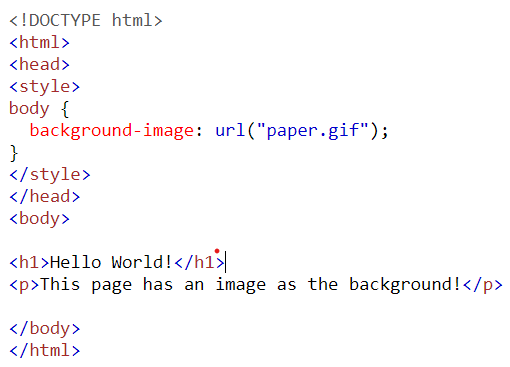 <!DOCTYPE html>
<html>
<head>
<style>
body {
  background-image: url("paper.gif");
}
</style>
</head>
<body>

<h1>Hello World!</h1>
<p>This page has an image as the background!</p>

</body>
</html>